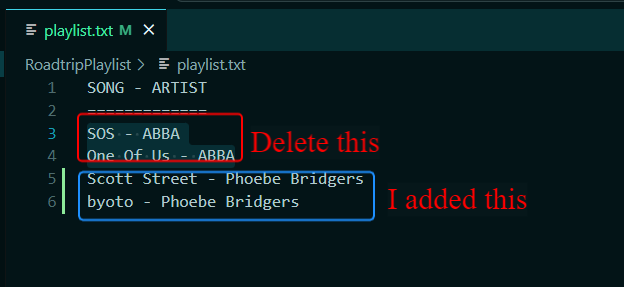 playlist.txt M
RoadtripPlaylist > playlist.txt
1 SONG - ARTIST
2 =============
3 SOS - ABBA
4 One Of Us - ABBA
Delete this
5 Scott Street - Phoebe Bridgers
6 byoto - Phoebe Bridgers
I added this